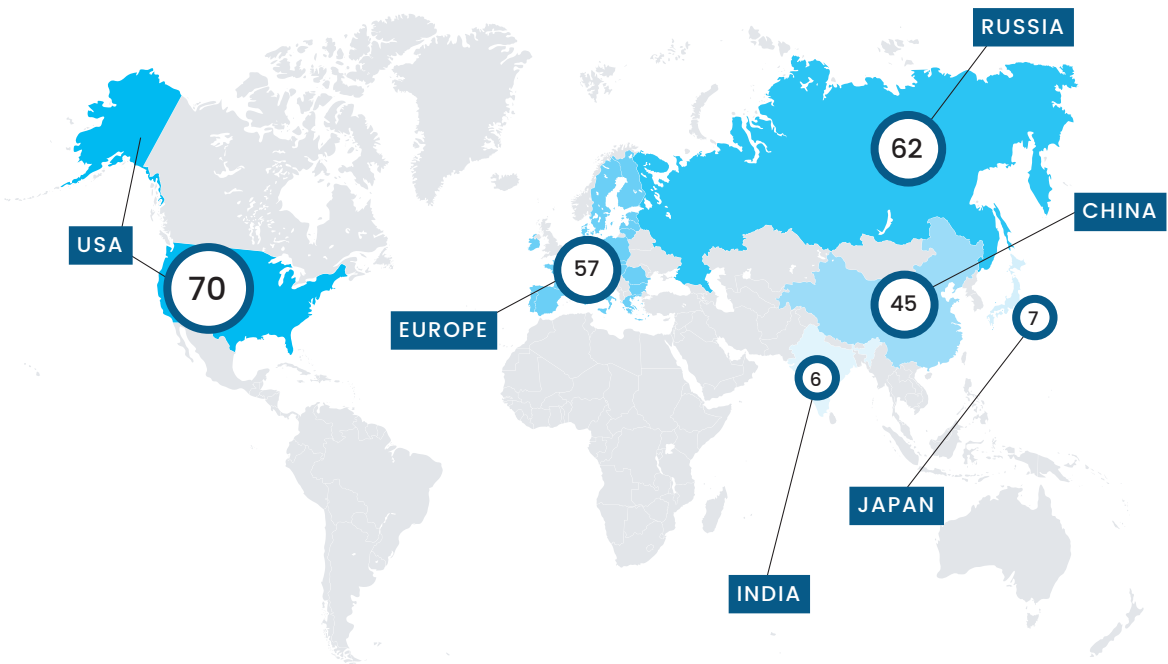 RUSSIA
62
CHINA
USA
70
57
45
EUROPE
7
6
JAPAN
INDIA